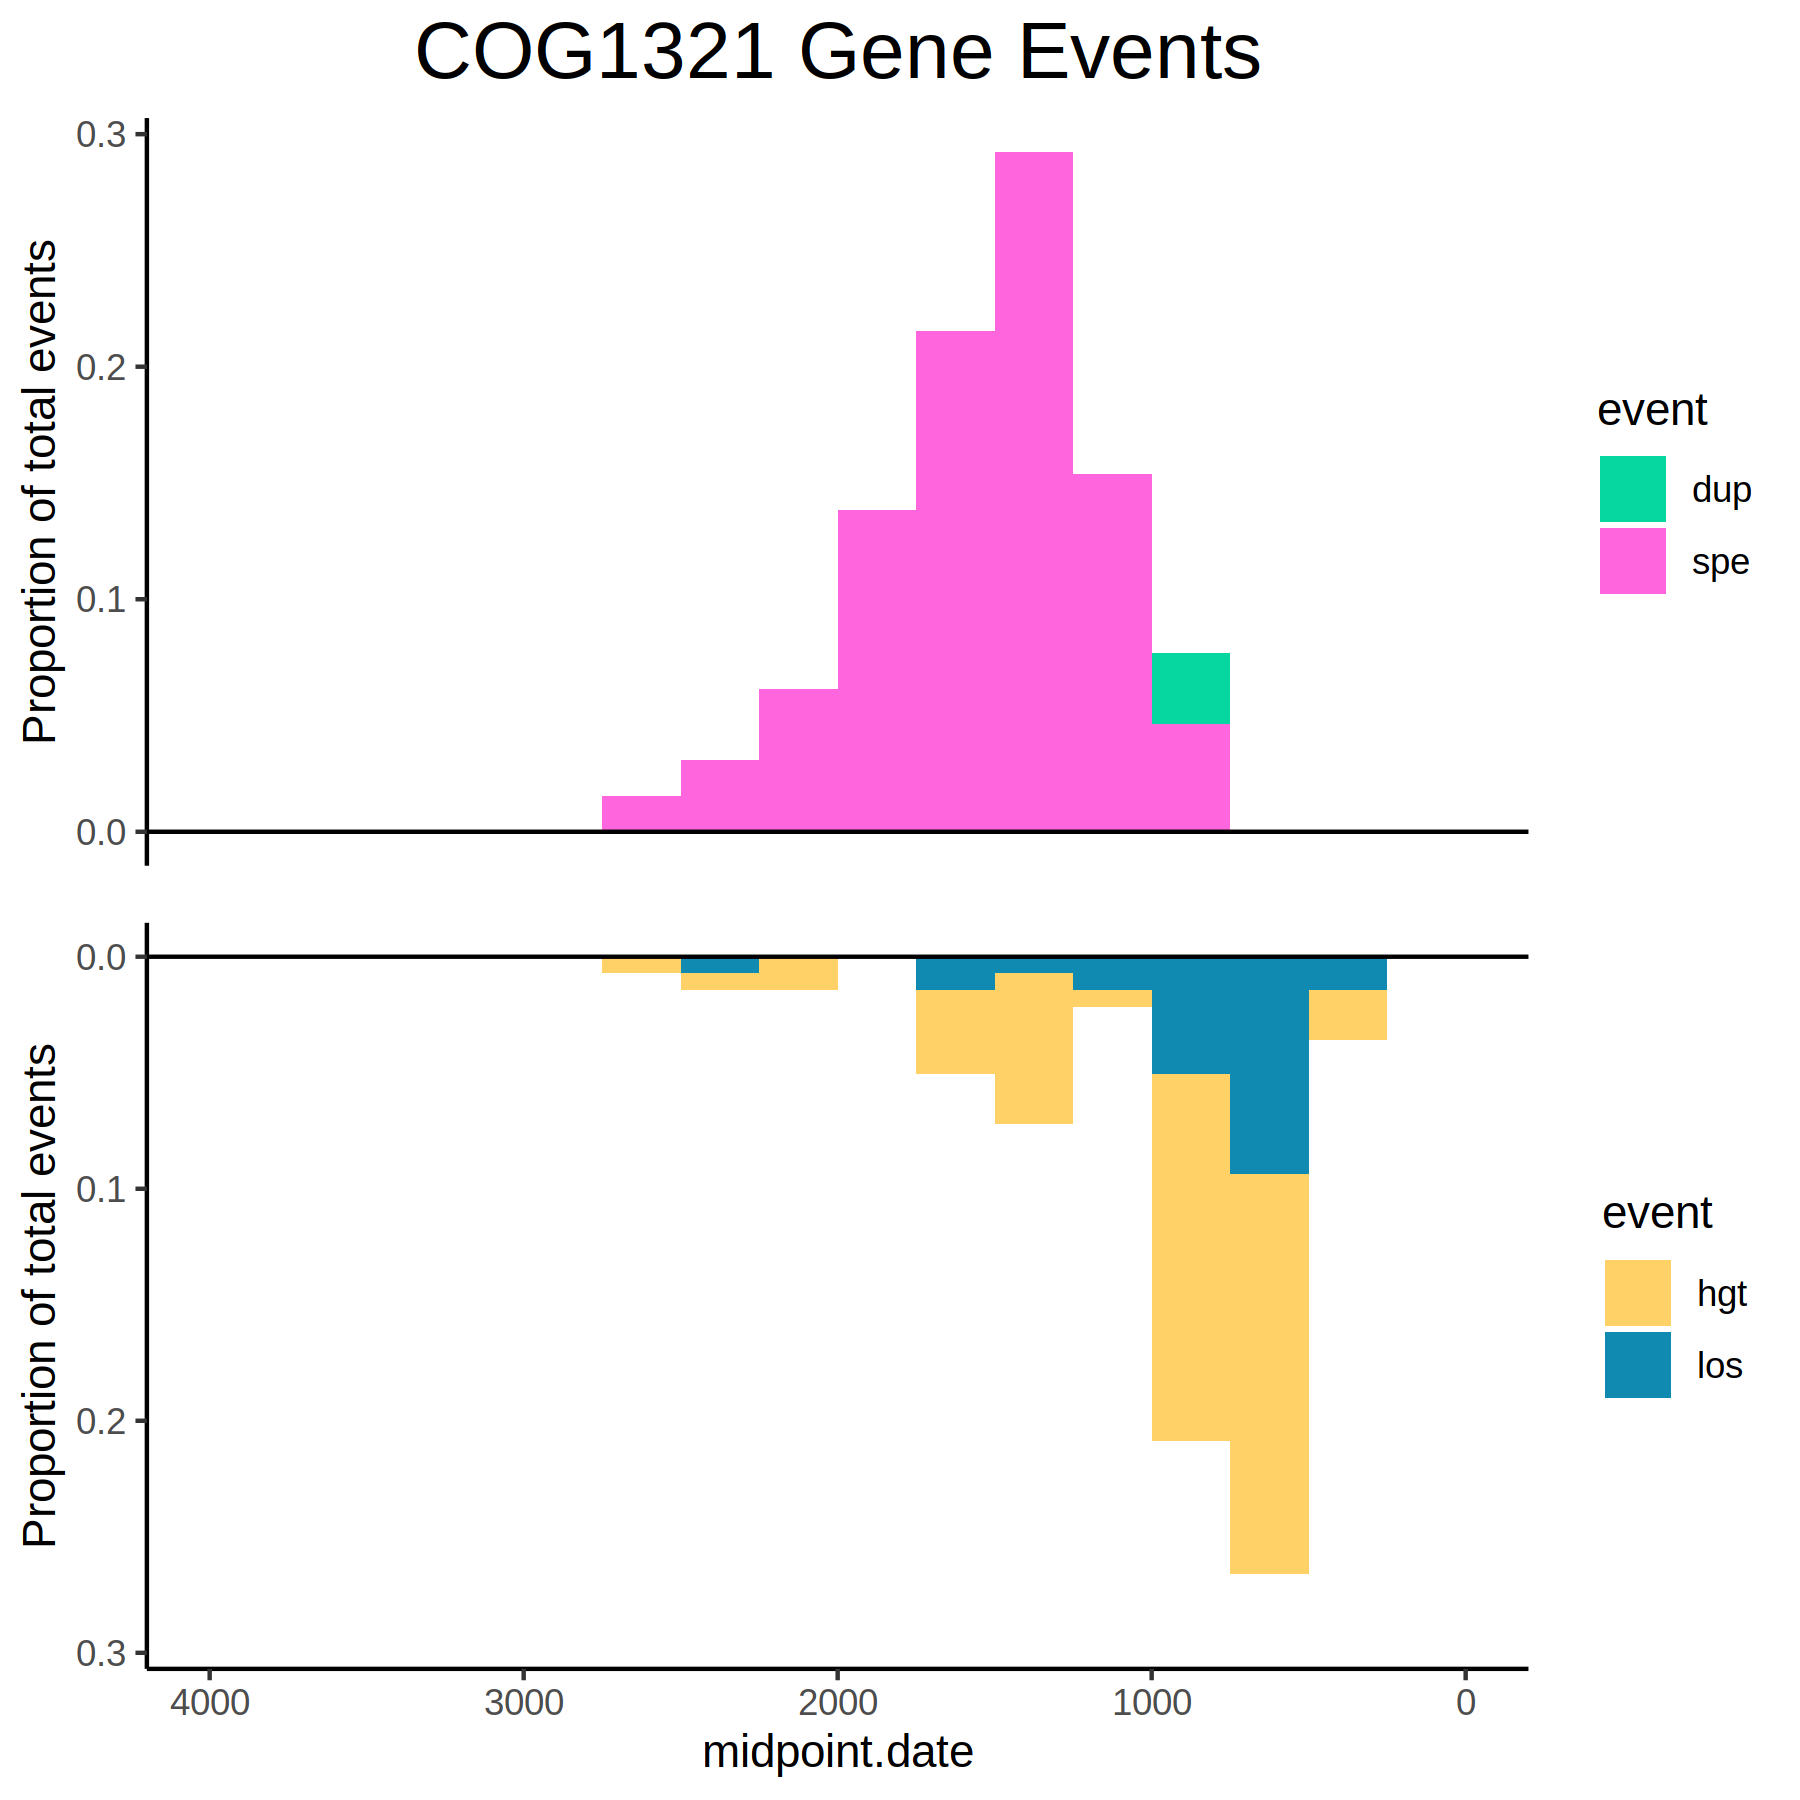 COG1321 Gene Events
Proportion of total events
0.3
0.2
0.1
0.0
event
dup
spe
Proportion of total events
0.0
0.1
0.2
0.3
event
hgt
los
4000 3000 2000 1000 0
midpoint.date